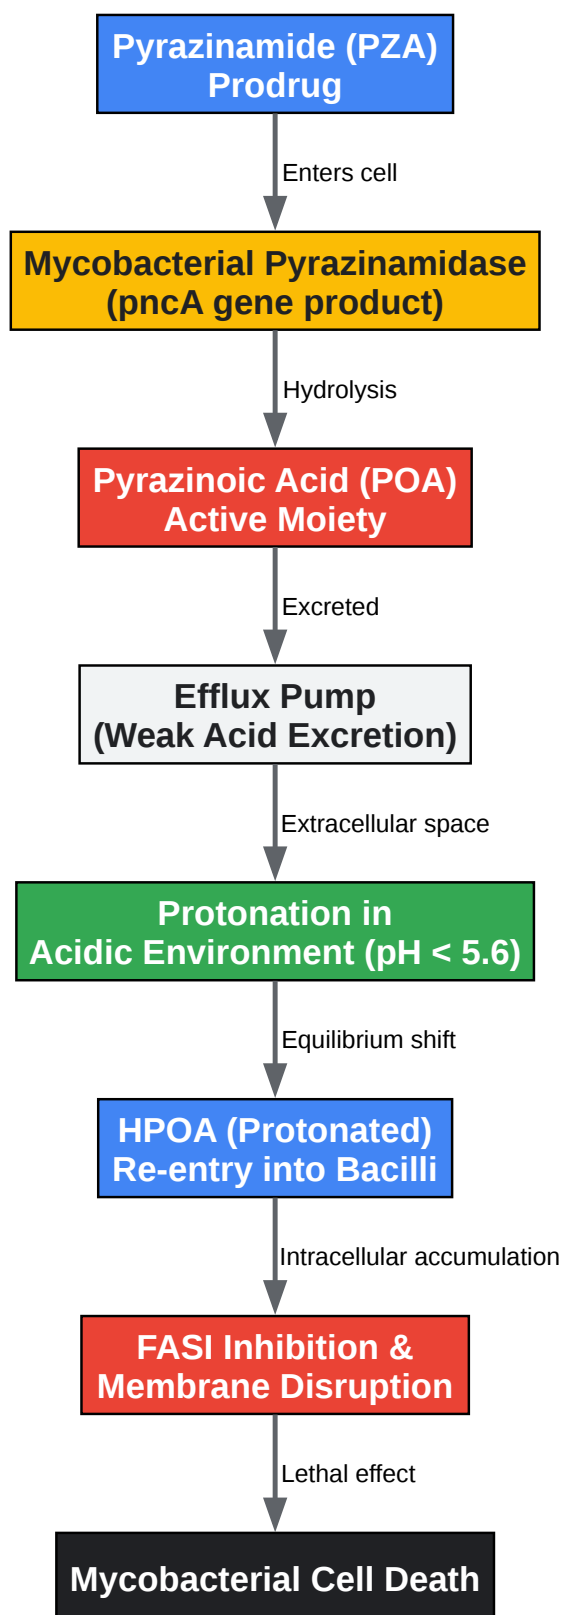 Pyrazinamide (PZA)
Prodrug
Enters cell
Mycobacterial Pyrazinamidase
(pncA gene product)
Hydrolysis
Pyrazinoic Acid (POA)
Active Moiety
Excreted
Efflux Pump
(Weak Acid Excretion)
Extracellular space
Protonation in
Acidic Environment (pH < 5.6)
Equilibrium shift
HPOA (Protonated)
Re-entry into Bacilli
Intracellular accumulation
FASI Inhibition &
Membrane Disruption
Lethal effect
Mycobacterial Cell Death